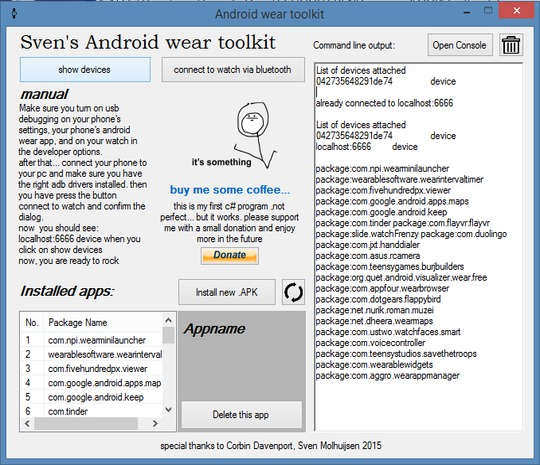 Android wear toolkit
Sven's Android wear toolkit
show devices
connect to watch via bluetooth
manual
Make sure you turn on usb
debugging on your phone's
settings, your phone's android
wear app, and on your watch in
the developer options.
after that... connect your phone to
your pc and make sure you have
the right adb drivers installed. then
you have press the button
connect to watch and confirm the
dialog.
now you should see:
localhost:6666 device when you
click on show devices
now, you are ready to rock
it's something
buy me some coffee...
this is my first c# program .not
perfect... but it works. please support
me with a small donation and enjoy
more in the future
Donate
Installed apps:
Install new .APK
No. Package Name
1 com.npi.wearminilauncher
2 wearablesoftware.wearinterval
3 com.fivehundredpx.viewer
4 com.google.android.apps.map
5 com.google.android.keep
6 com.tinder
Appname
Delete this app
Command line output:
Open Console
List of devices attached
042735648291de74 device
already connected to localhost:6666
List of devices attached
042735648291de74 device
localhost:6666 device
package:com.npi.wearminilauncher
package:wearablesoftware.wearintervaltimer
package:com.fivehundredpx.viewer
package:com.google.android.apps.maps
package:com.google.android.keep
package:com.tinder package:com.flayvr.flayvr
package:slide.watchFrenzy package:com.duolingo
package:com.jxt.handdialer
package:com.asus.rcamera
package:com.teensygames.burjbuilders
package:org.quet.android.visualizer.wear.free
package:com.appfour.wearbrowser
package:com.dotgears.flappybird
package:net.nurik.roman.muzei
package:net.dheera.wearmaps
package:com.ustwo.watchfaces.smart
package:com.voicecontroller
package:com.teensystudios.savethetroops
package:com.wearablewidgets
package:com.aggro.wearappmanager
special thanks to Corbin Davenport, Sven Molhuijsen 2015